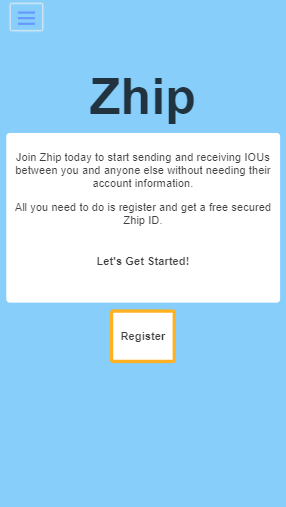 Zhip
Join Zhip today to start sending and receiving IOUs
between you and anyone else without needing their
account information.
All you need to do is register and get a free secured
Zhip ID.
Let's Get Started!
Register